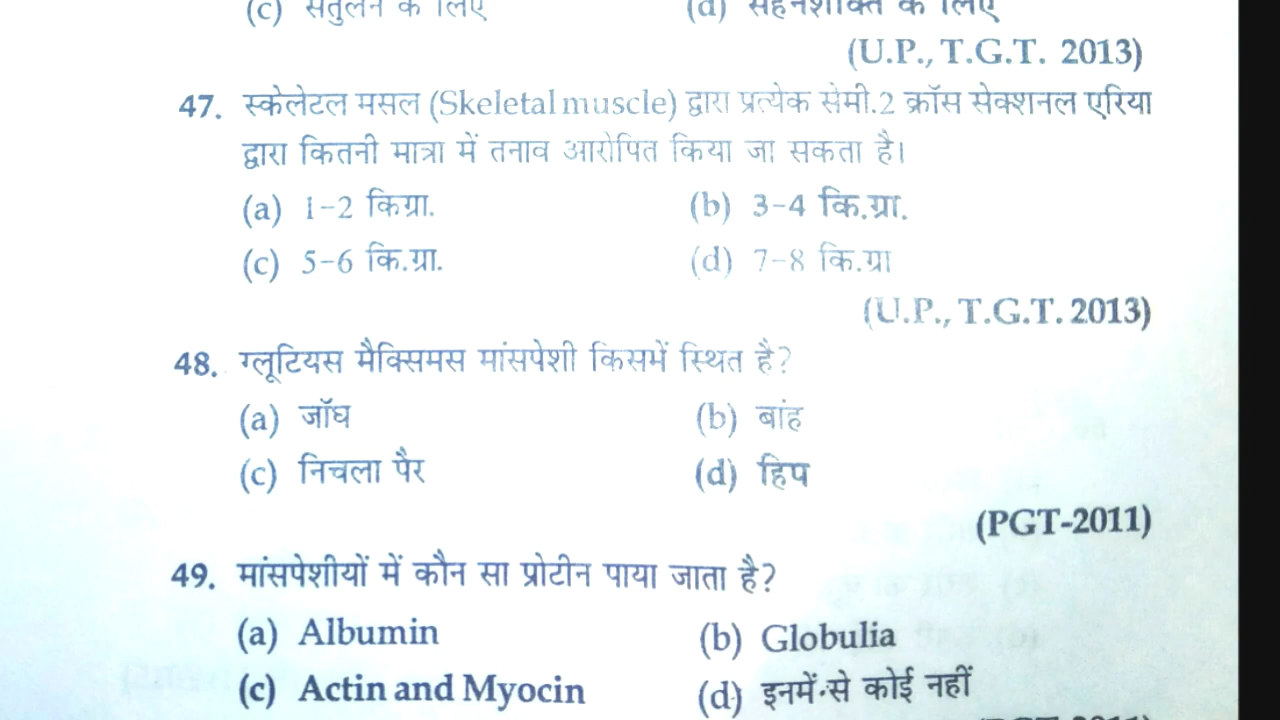 (c) संतुलन के लिए (d) सहनशक्ति के लिए
(U.P., T.G.T. 2013)
47. स्केलेटल मसल (Skeletal muscle) द्वारा प्रत्येक सेमी.2 क्रॉस सेक्शनल एरिया
द्वारा कितनी मात्रा में तनाव आरोपित किया जा सकता है।
(a) 1-2 किग्रा. (b) 3-4 कि.ग्रा.
(c) 5-6 कि.ग्रा. (d) 7-8 कि.ग्रा
(U.P., T.G.T. 2013)
48. ग्लूटियस मैक्सिमस मांसपेशी किसमें स्थित है?
(a) जॉघ (b) बांह
(c) निचला पैर (d) हिप
(PGT-2011)
49. मांसपेशीयों में कौन सा प्रोटीन पाया जाता है?
(a) Albumin (b) Globulia
(c) Actin and Myocin (d) इनमें से कोई नहीं